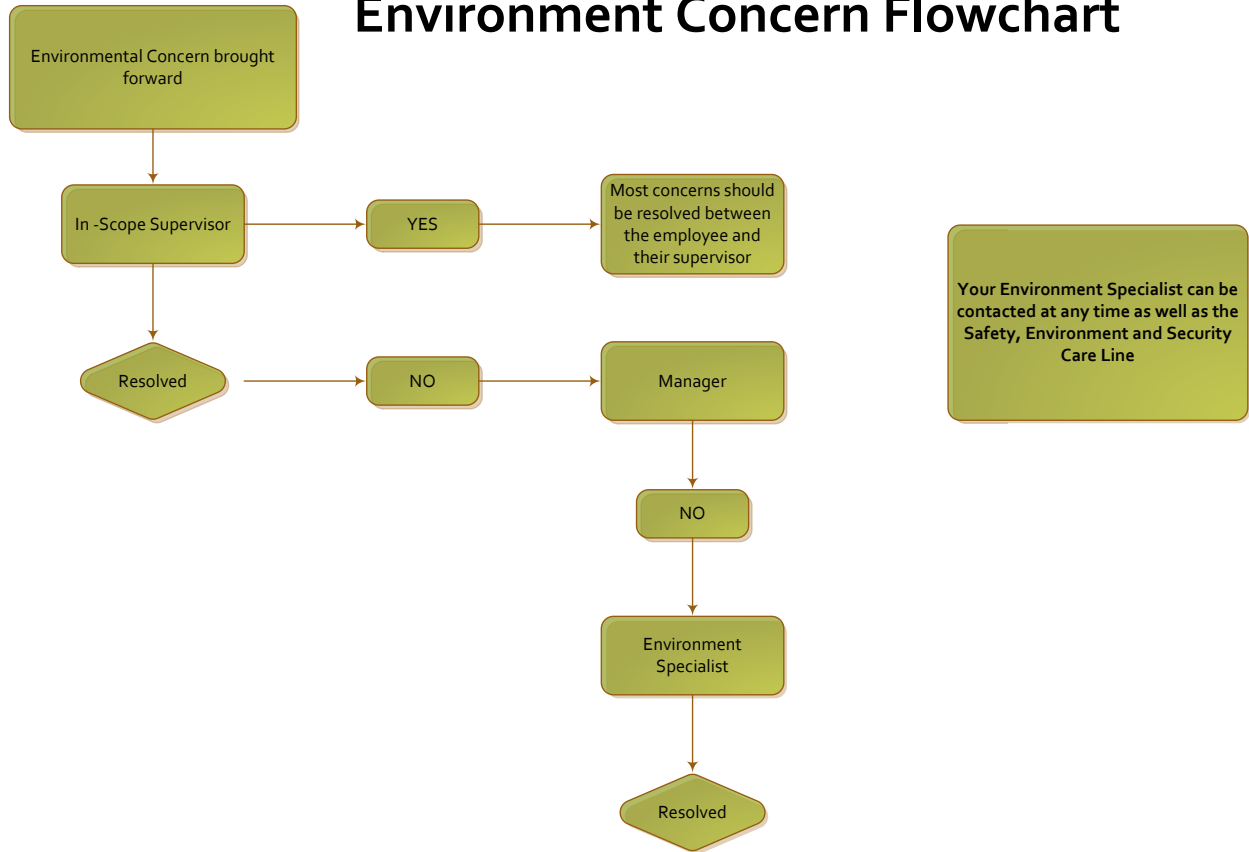 Environment Concern Flowchart
Environmental Concern brought
forward
In -Scope Supervisor
YES
Most concerns should
be resolved between
the employee and
their supervisor
Your Environment Specialist can be
contacted at any time as well as the
Safety, Environment and Security
Care Line
Resolved
NO
Manager
NO
Environment
Specialist
Resolved